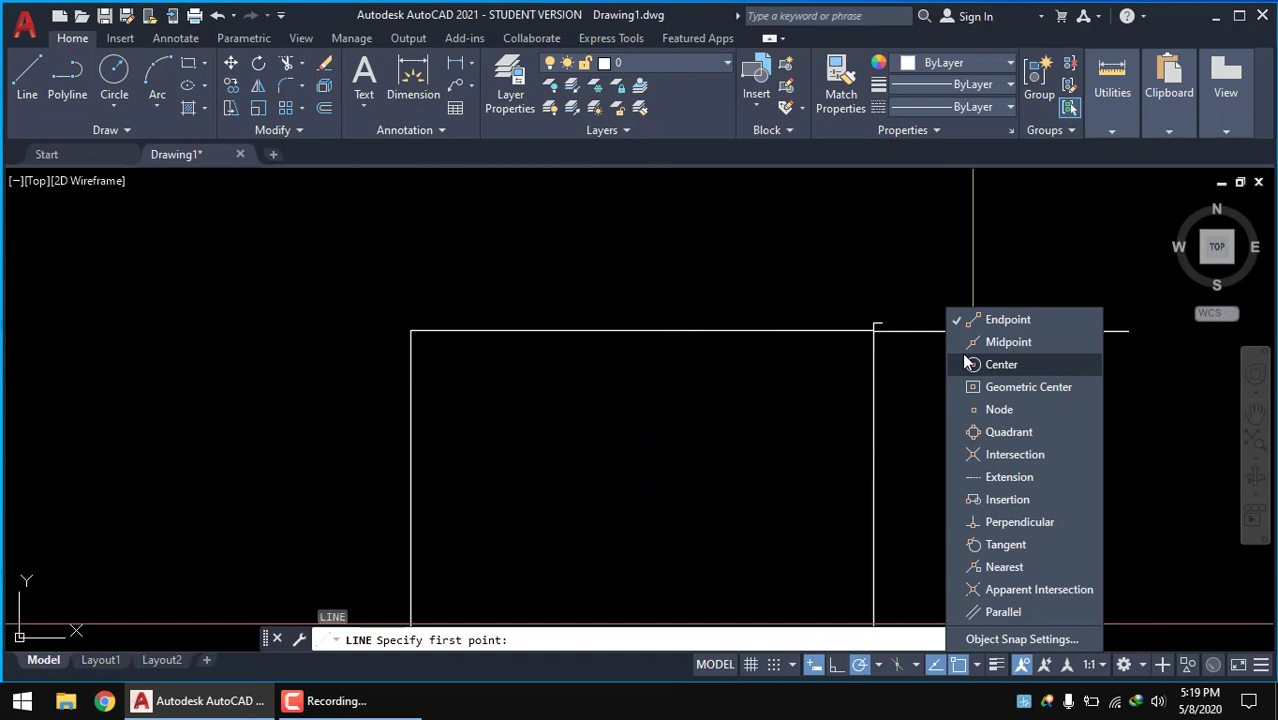 Autodesk AutoCAD 2021 - STUDENT VERSION Drawing1.dwg
Type a keyword or phrase
Sign In
Home Insert Annotate Parametric View Manage Output Add-ins Collaborate Express Tools Featured Apps
Line Polyline Circle Arc
Text Dimension
Layer Properties
0
Insert
Match Properties
ByLayer
ByLayer
ByLayer
Group
Utilities
Clipboard
View
Draw Modify Annotation Layers Block Properties Groups
Start Drawing1*
[−][Top][2D Wireframe]
N
W TOP E
S
WCS
Endpoint
Midpoint
Center
Geometric Center
Node
Quadrant
Intersection
Extension
Insertion
Perpendicular
Tangent
Nearest
Apparent Intersection
Parallel
Object Snap Settings...
Y
X
LINE
LINE Specify first point:
Model Layout1 Layout2
MODEL
1:1
Autodesk AutoCAD ...
Recording...
5:19 PM
5/8/2020